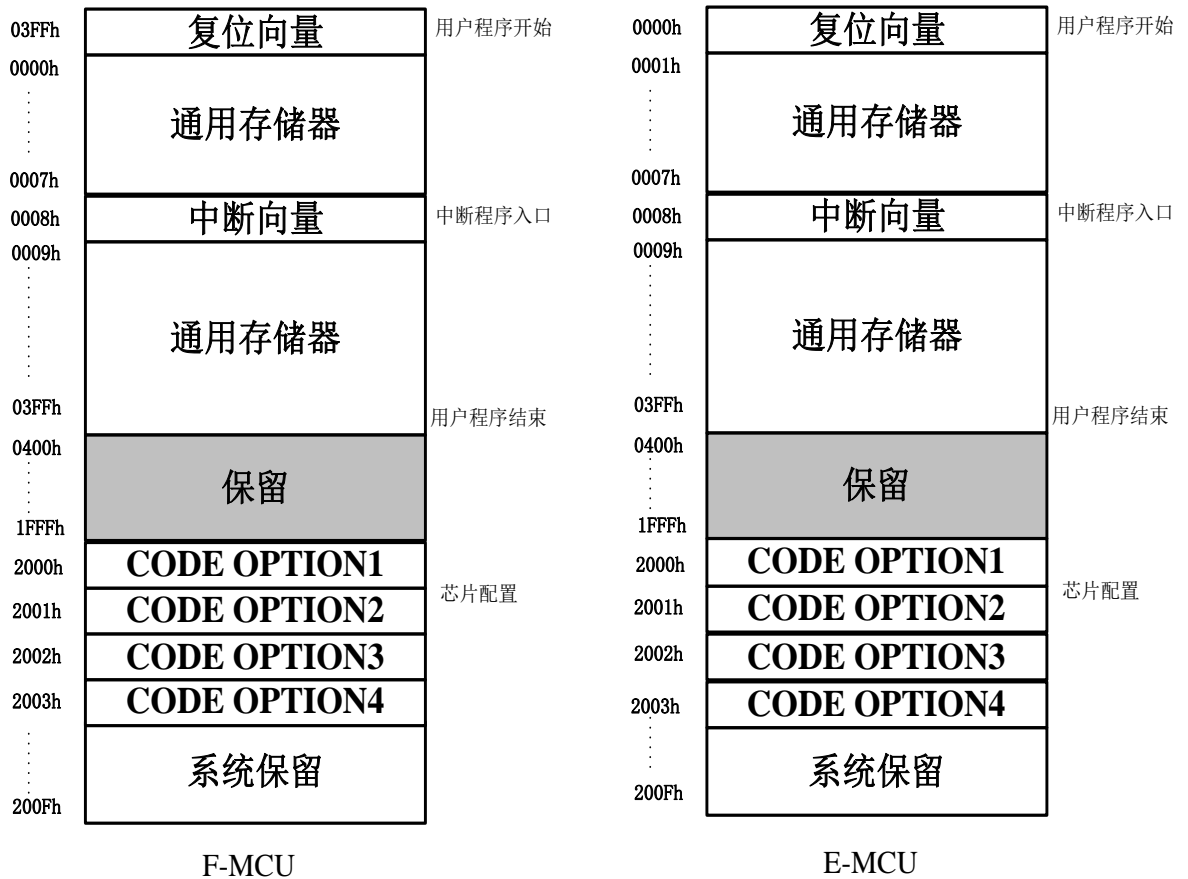 03FFh 复位向量 用户程序开始
0000h
通用存储器
0007h
0008h 中断向量 中断程序入口
0009h
通用存储器
03FFh 用户程序结束
0400h
保留
1FFFh
2000h CODE OPTION1 芯片配置
2001h CODE OPTION2
2002h CODE OPTION3
2003h CODE OPTION4
系统保留
200Fh
F-MCU
0000h 复位向量 用户程序开始
0001h
通用存储器
0007h
0008h 中断向量 中断程序入口
0009h
通用存储器
03FFh 用户程序结束
0400h
保留
1FFFh
2000h CODE OPTION1 芯片配置
2001h CODE OPTION2
2002h CODE OPTION3
2003h CODE OPTION4
系统保留
200Fh
E-MCU